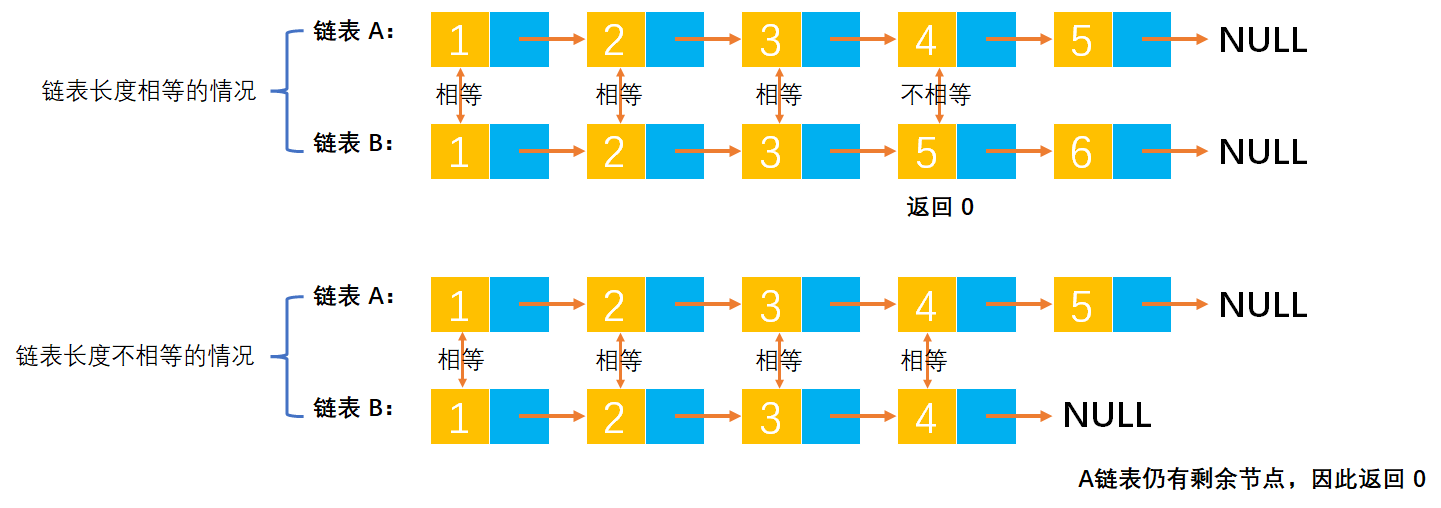 链表 A：
1 2 3 4 5 NULL
链表长度相等的情况
相等 相等 相等 不相等
链表 B：
1 2 3 5 6 NULL
返回 0
链表 A：
1 2 3 4 5 NULL
链表长度不相等的情况
相等 相等 相等 相等
链表 B：
1 2 3 4 NULL
A链表仍有剩余节点，因此返回 0